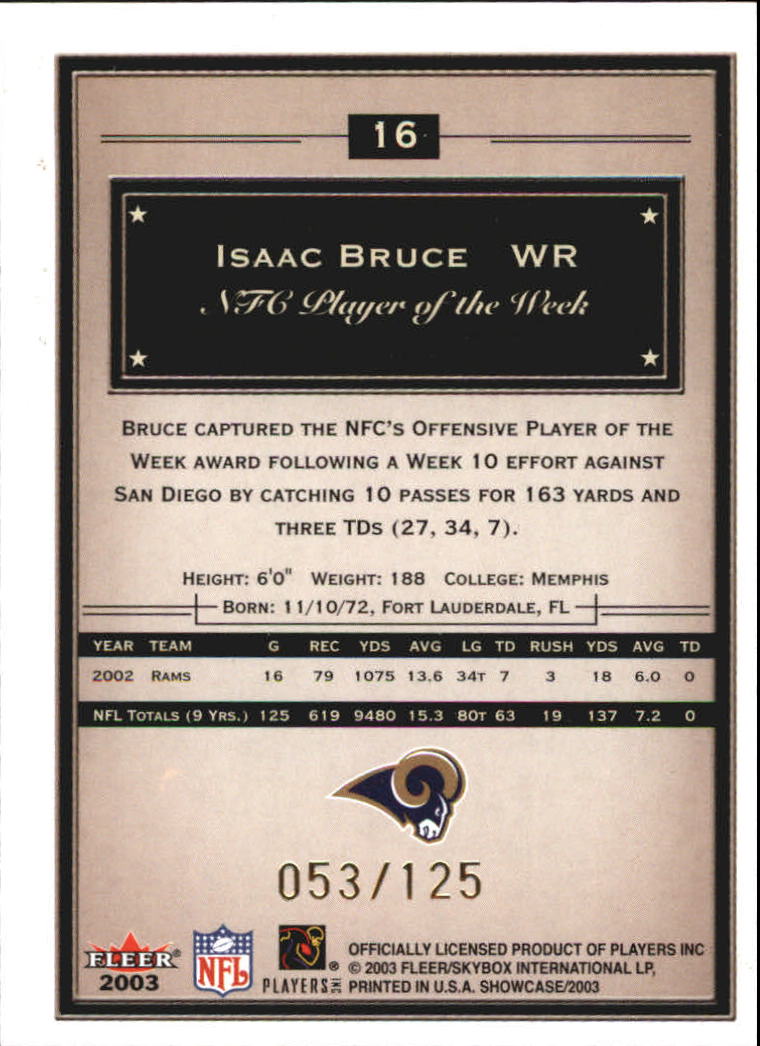 16
ISAAC BRUCE WR
NFC Player of the Week
BRUCE CAPTURED THE NFC'S OFFENSIVE PLAYER OF THE
WEEK AWARD FOLLOWING A WEEK 10 EFFORT AGAINST
SAN DIEGO BY CATCHING 10 PASSES FOR 163 YARDS AND
THREE TDS (27, 34, 7).
HEIGHT: 6'0" WEIGHT: 188 COLLEGE: MEMPHIS
BORN: 11/10/72, FORT LAUDERDALE, FL
YEAR TEAM G REC YDS AVG LG TD RUSH YDS AVG TD
2002 RAMS 16 79 1075 13.6 34T 7 3 18 6.0 0
NFL TOTALS (9 YRS.) 125 619 9480 15.3 80T 63 19 137 7.2 0
053/125
FLEER®
2003
NFL
PLAYERS INC ®
OFFICIALLY LICENSED PRODUCT OF PLAYERS INC
© 2003 FLEER/SKYBOX INTERNATIONAL LP,
PRINTED IN U.S.A. SHOWCASE/2003